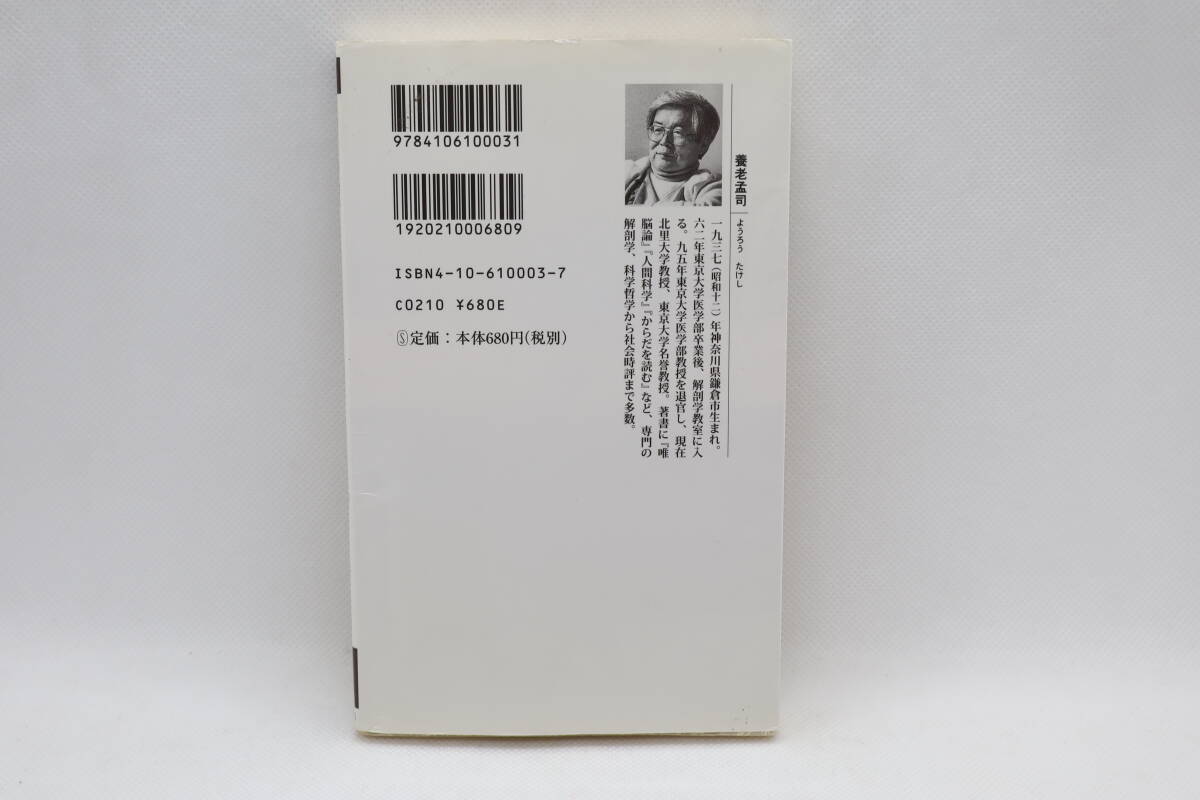 9784106100031
1920210006809
ISBN4-10-610003-7
C0210 ¥680E
Ⓢ定価：本体680円(税別)
養老孟司
ようろう たけし
一九三七（昭和十二）年神奈川県鎌倉市生まれ。
六二年東京大学医学部卒業後、解剖学教室に入
る。九五年東京大学医学部教授を退官し、現在
北里大学教授、東京大学名誉教授。著書に『唯
脳論』『人間科学』『からだを読む』など、専門の
解剖学、科学哲学から社会時評まで多数。